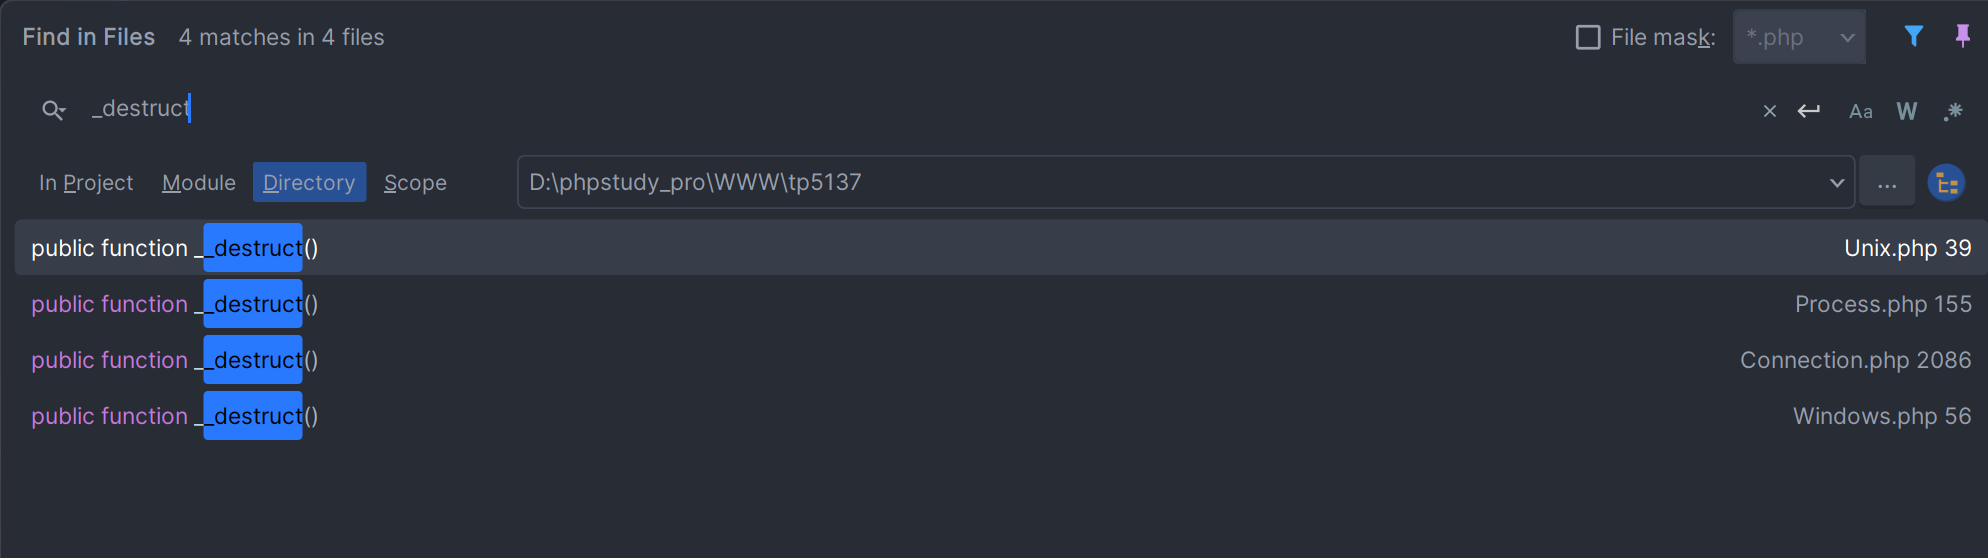 Find in Files 4 matches in 4 files File mask: *.php
_destruct × Aa W .*
In Project Module Directory Scope D:\phpstudy_pro\WWW\tp5137 ...
public function __destruct() Unix.php 39
public function __destruct() Process.php 155
public function __destruct() Connection.php 2086
public function __destruct() Windows.php 56